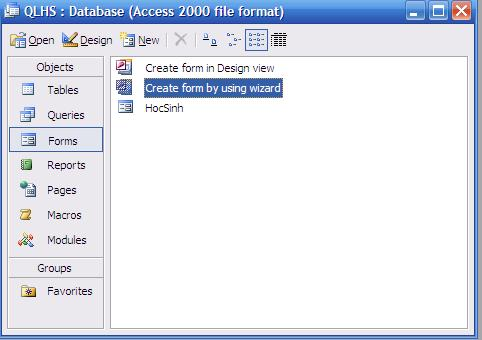 QLHS : Database (Access 2000 file format)
Open Design New
Objects
Tables
Queries
Forms
Reports
Pages
Macros
Modules
Groups
Favorites
Create form in Design view
Create form by using wizard
HocSinh